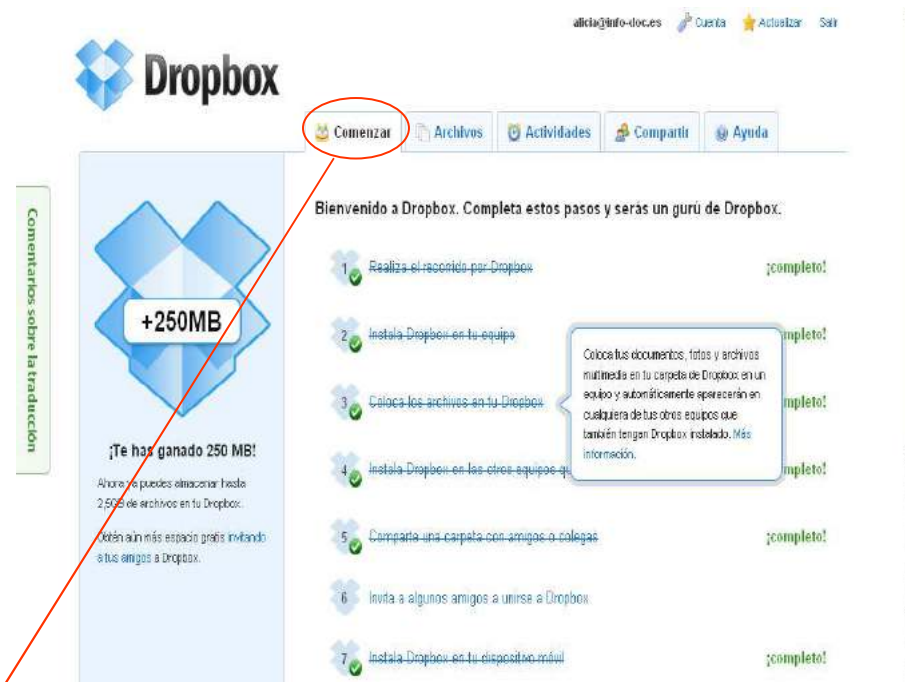 alicia@info-doc.es Cuenta Actualizar Salir
Dropbox
Comenzar Archivos Actividades Compartir Ayuda
Comentarios sobre la traducción
Bienvenido a Dropbox. Completa estos pasos y serás un gurú de Dropbox.
1 Realiza el recorrido por Dropbox ¡completo!
2 Instala Dropbox en tu equipo mpleto!
3 Coloca los archivos en tu Dropbox mpleto!
Coloca tus documentos, fotos y archivos
multimedia en tu carpeta de Dropbox en un
equipo y automáticamente aparecerán en
cualquiera de tus otros equipos que
también tengan Dropbox instalado. Más
información.
4 Instala Dropbox en los otros equipos qu mpleto!
5 Comparte una carpeta con amigos o colegas ¡completo!
6 Invita a algunos amigos a unirse a Dropbox
7 Instala Dropbox en tu dispositivo móvil ¡completo!
+250MB
¡Te has ganado 250 MB!
Ahora ya puedes almacenar hasta
2,5GB de archivos en tu Dropbox.
Obtén aún más espacio gratis invitando
a tus amigos a Dropbox.